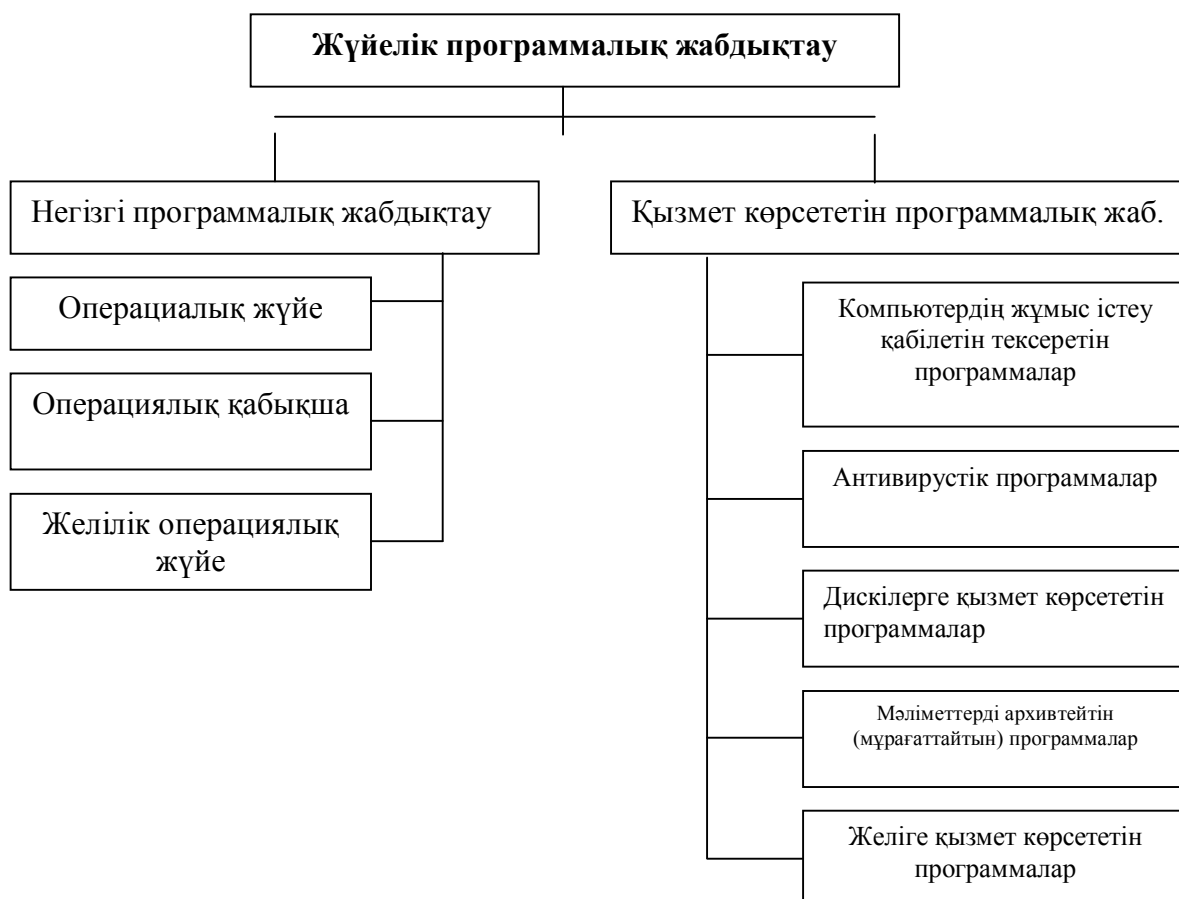 Жүйелік программалық жабдықтау
Негізгі программалық жабдықтау
Операциалық жүйе
Операциялық қабықша
Желілік операциялық
жүйе
Қызмет көрсететін программалық жаб.
Компьютердің жұмыс істеу
қабілетін тексеретін
программалар
Антивирустік программалар
Дискілерге қызмет көрсететін
программалар
Мәліметтерді архивтейтін
(мұрағаттайтын) программалар
Желіге қызмет көрсететін
программалар